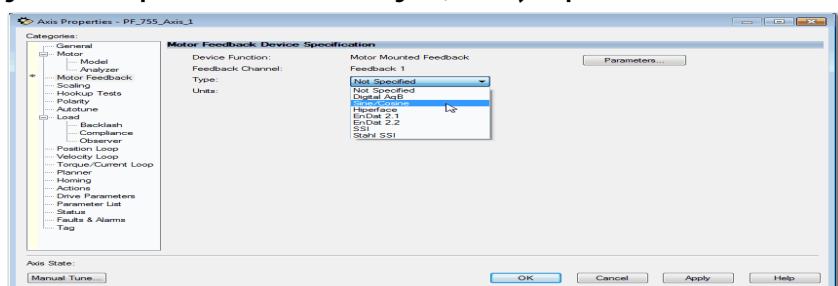 Axis Properties - PF_755_Axis_1
Categories:
General
Motor
Model
Analyzer
Motor Feedback
Scaling
Hookup Tests
Polarity
Autotune
Load
Backlash
Compliance
Observer
Position Loop
Velocity Loop
Torque/Current Loop
Planner
Homing
Actions
Drive Parameters
Parameter List
Status
Faults & Alarms
Tag
Motor Feedback Device Specification
Device Function: Motor Mounted Feedback
Parameters...
Feedback Channel: Feedback 1
Type: Not Specified
Units: Not Specified
Digital AqB
Sine/Cosine
Hiperface
EnDat 2.1
EnDat 2.2
SSI
Stahl SSI
Axis State:
Manual Tune...
OK Cancel Apply Help